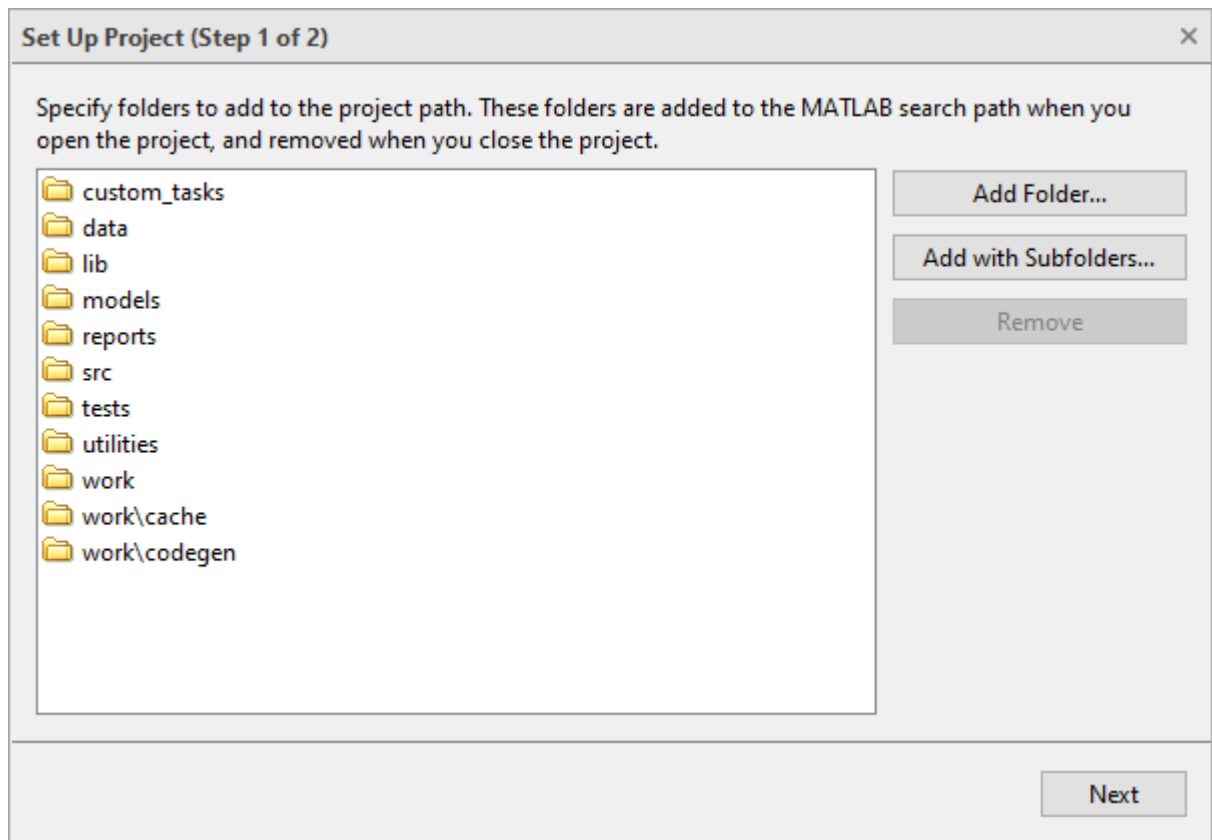 Set Up Project (Step 1 of 2)
Specify folders to add to the project path. These folders are added to the MATLAB search path when you
open the project, and removed when you close the project.
custom_tasks
data
lib
models
reports
src
tests
utilities
work
work\cache
work\codegen
Add Folder...
Add with Subfolders...
Remove
Next